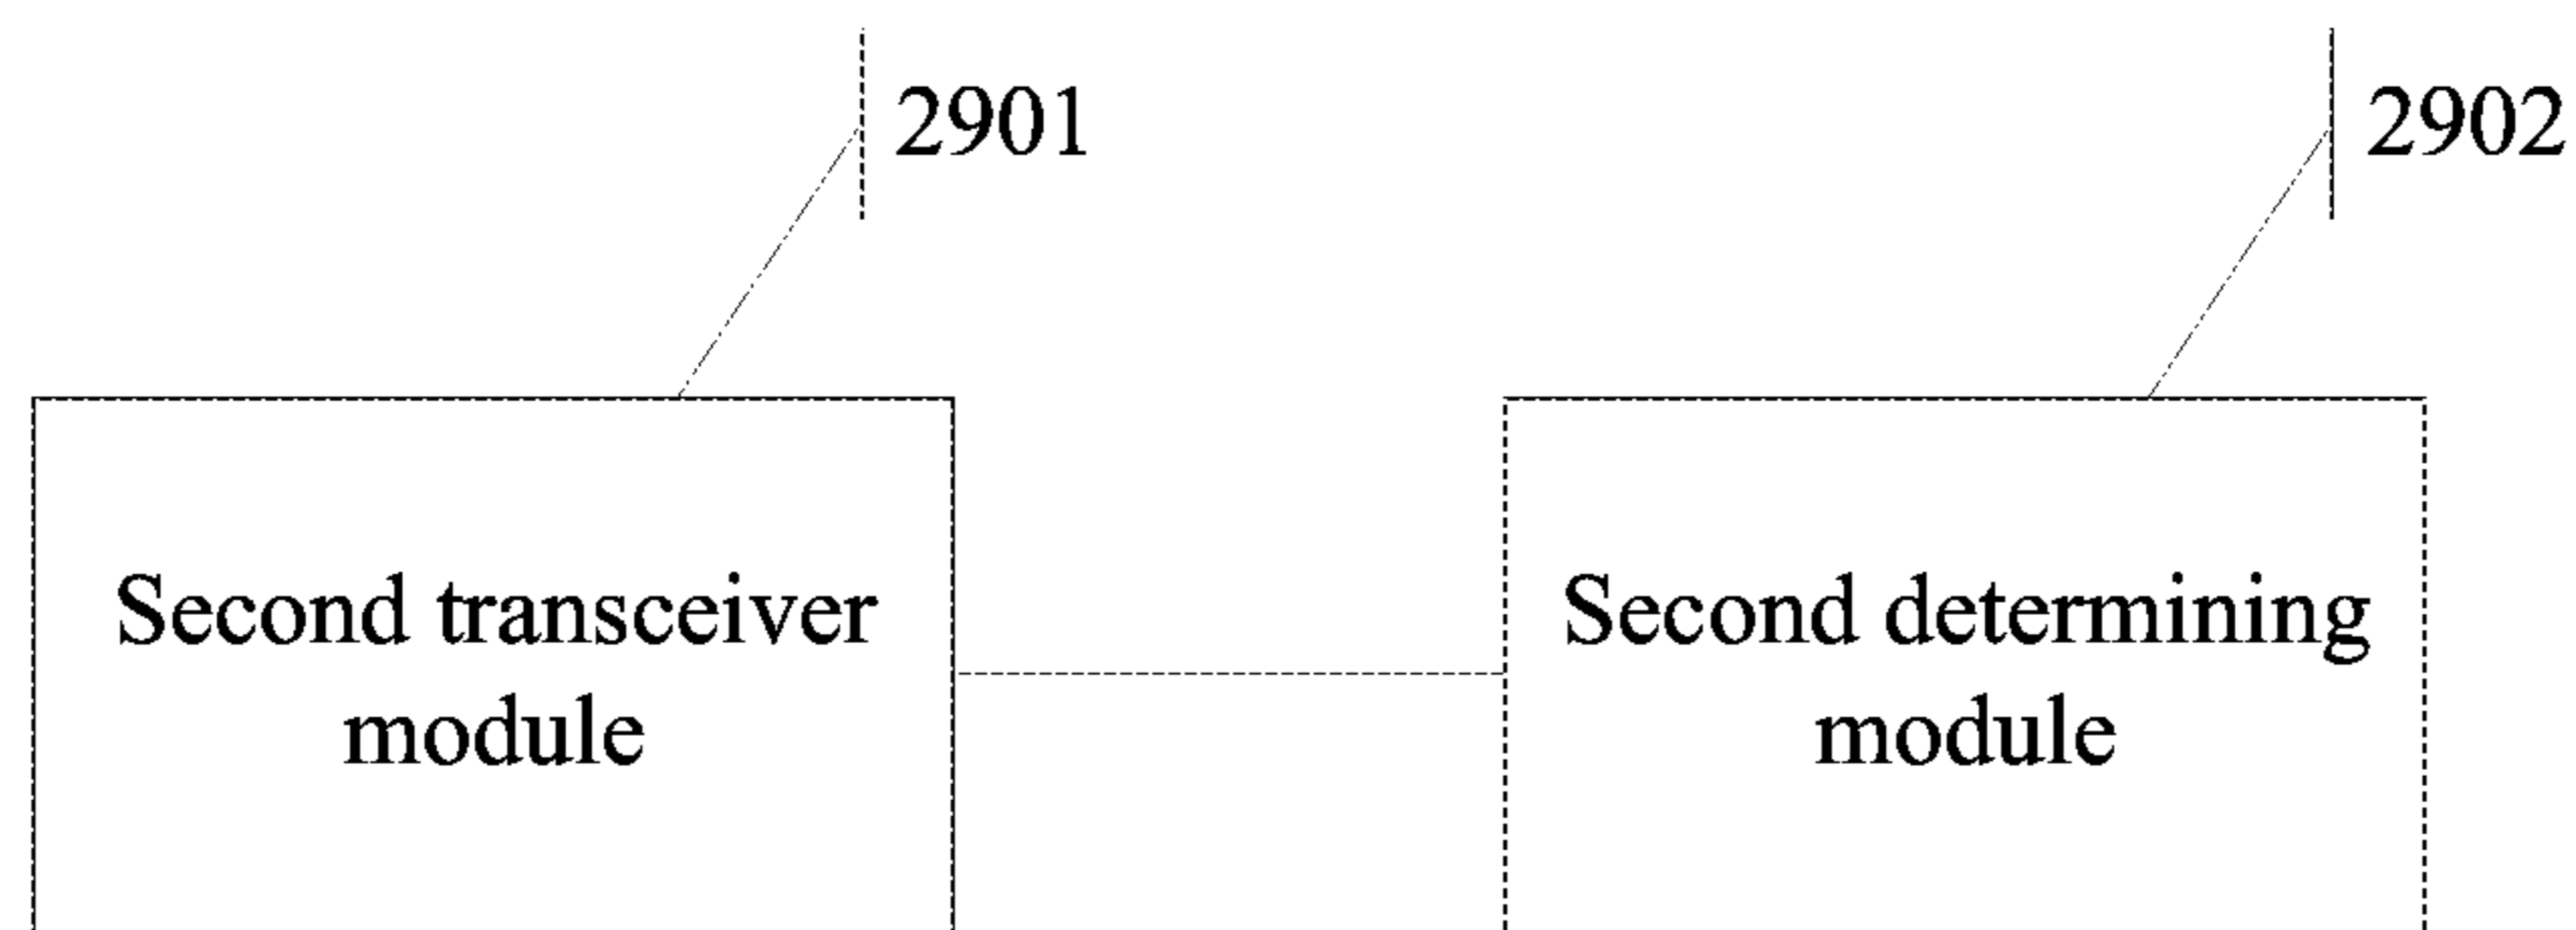 2901
2902
Second transceiver
module
Second determining
module